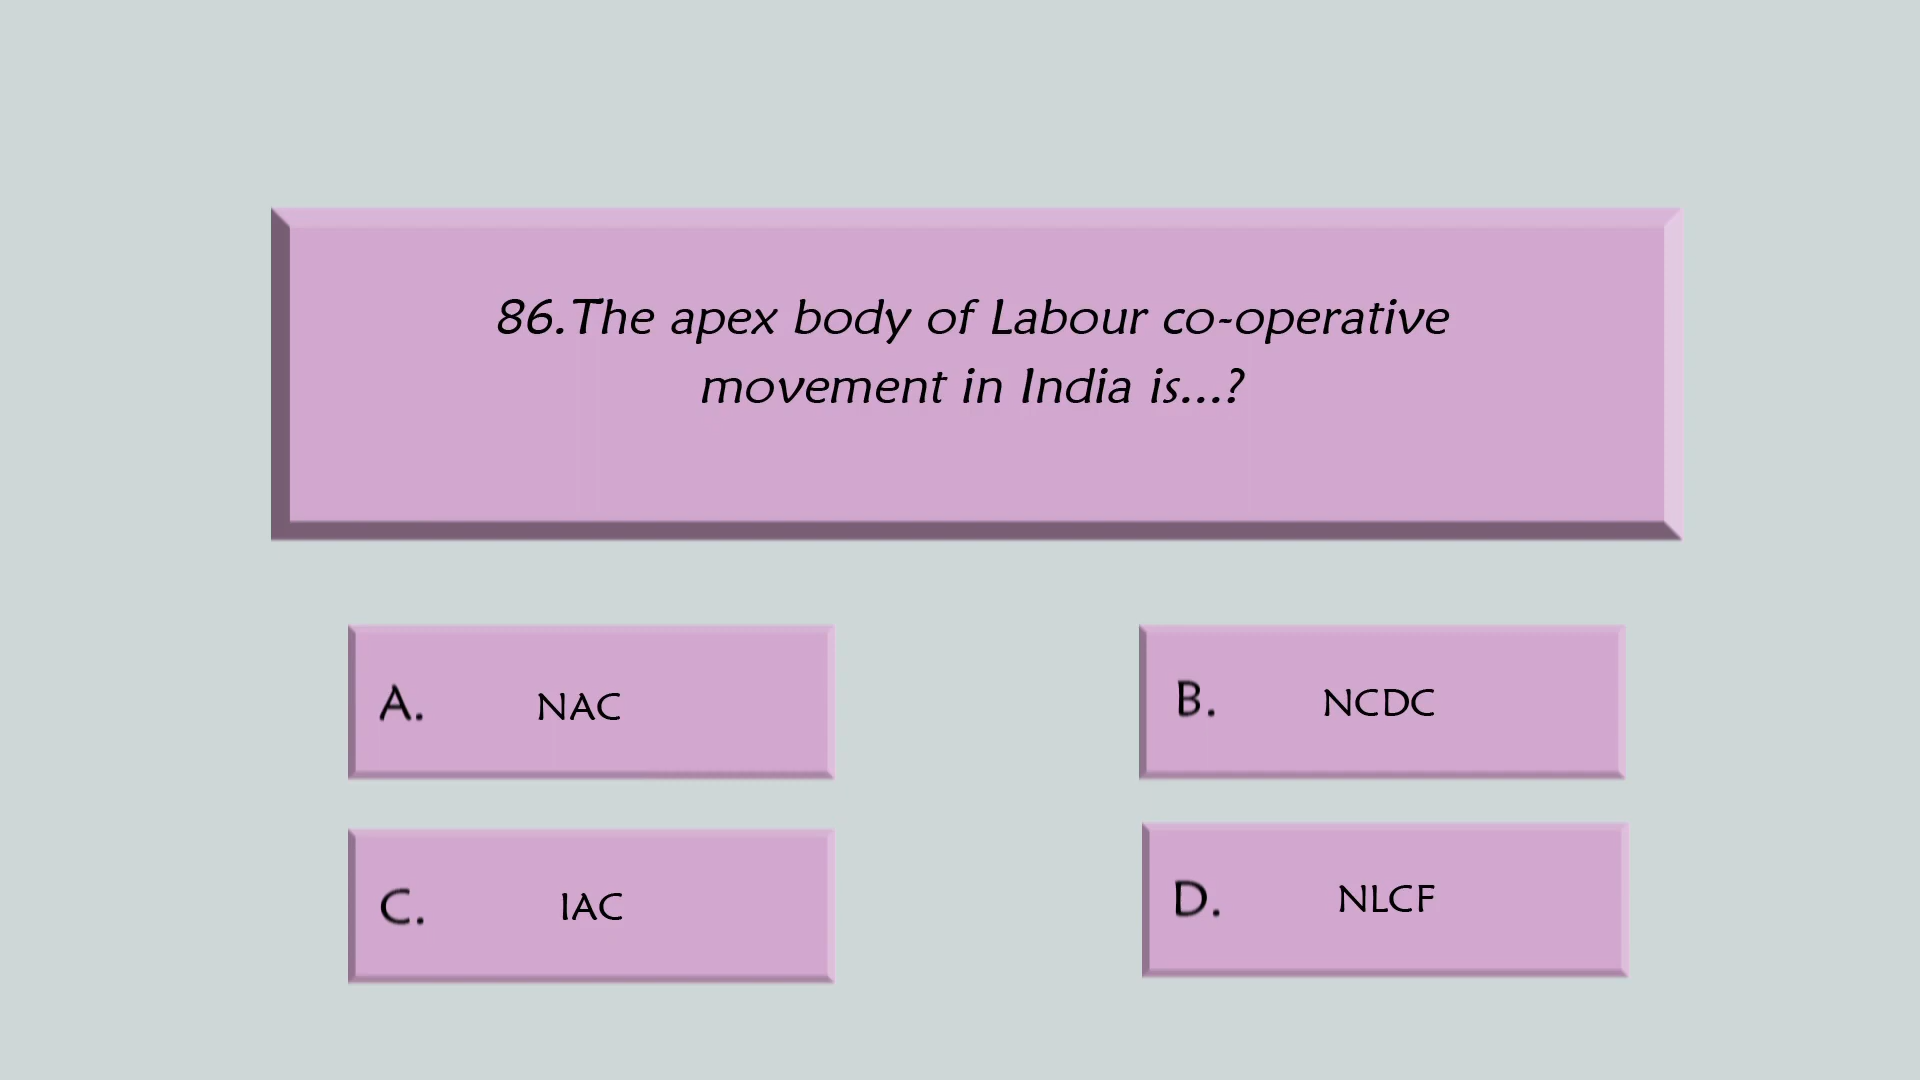 86.The apex body of Labour co-operative
movement in India is...?
A. NAC
B. NCDC
C. IAC
D. NLCF